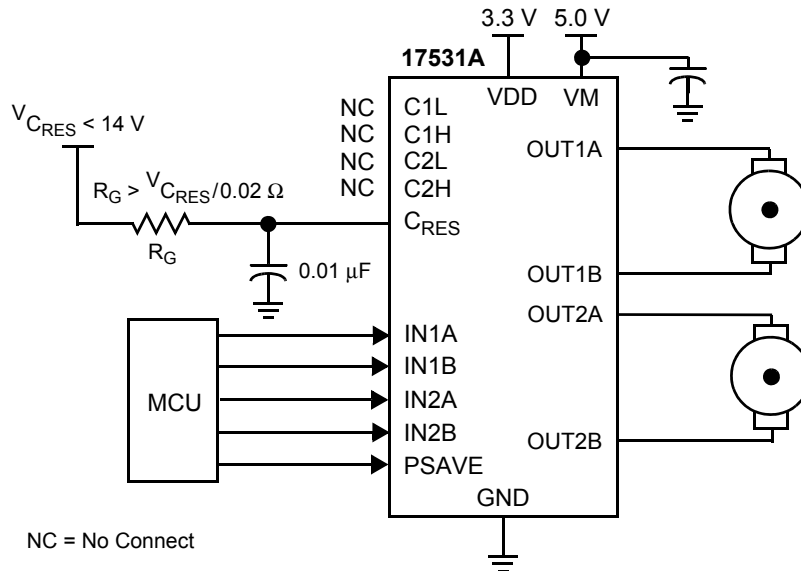 3.3 V 5.0 V
17531A
VDD VM
V
CRES < 14 V
NC C1L
NC C1H
NC C2L
NC C2H
RG > VCRES/0.02 Ω
RG
CRES
0.01 μF
OUT1A
OUT1B
OUT2A
OUT2B
MCU
IN1A
IN1B
IN2A
IN2B
PSAVE
GND
NC = No Connect